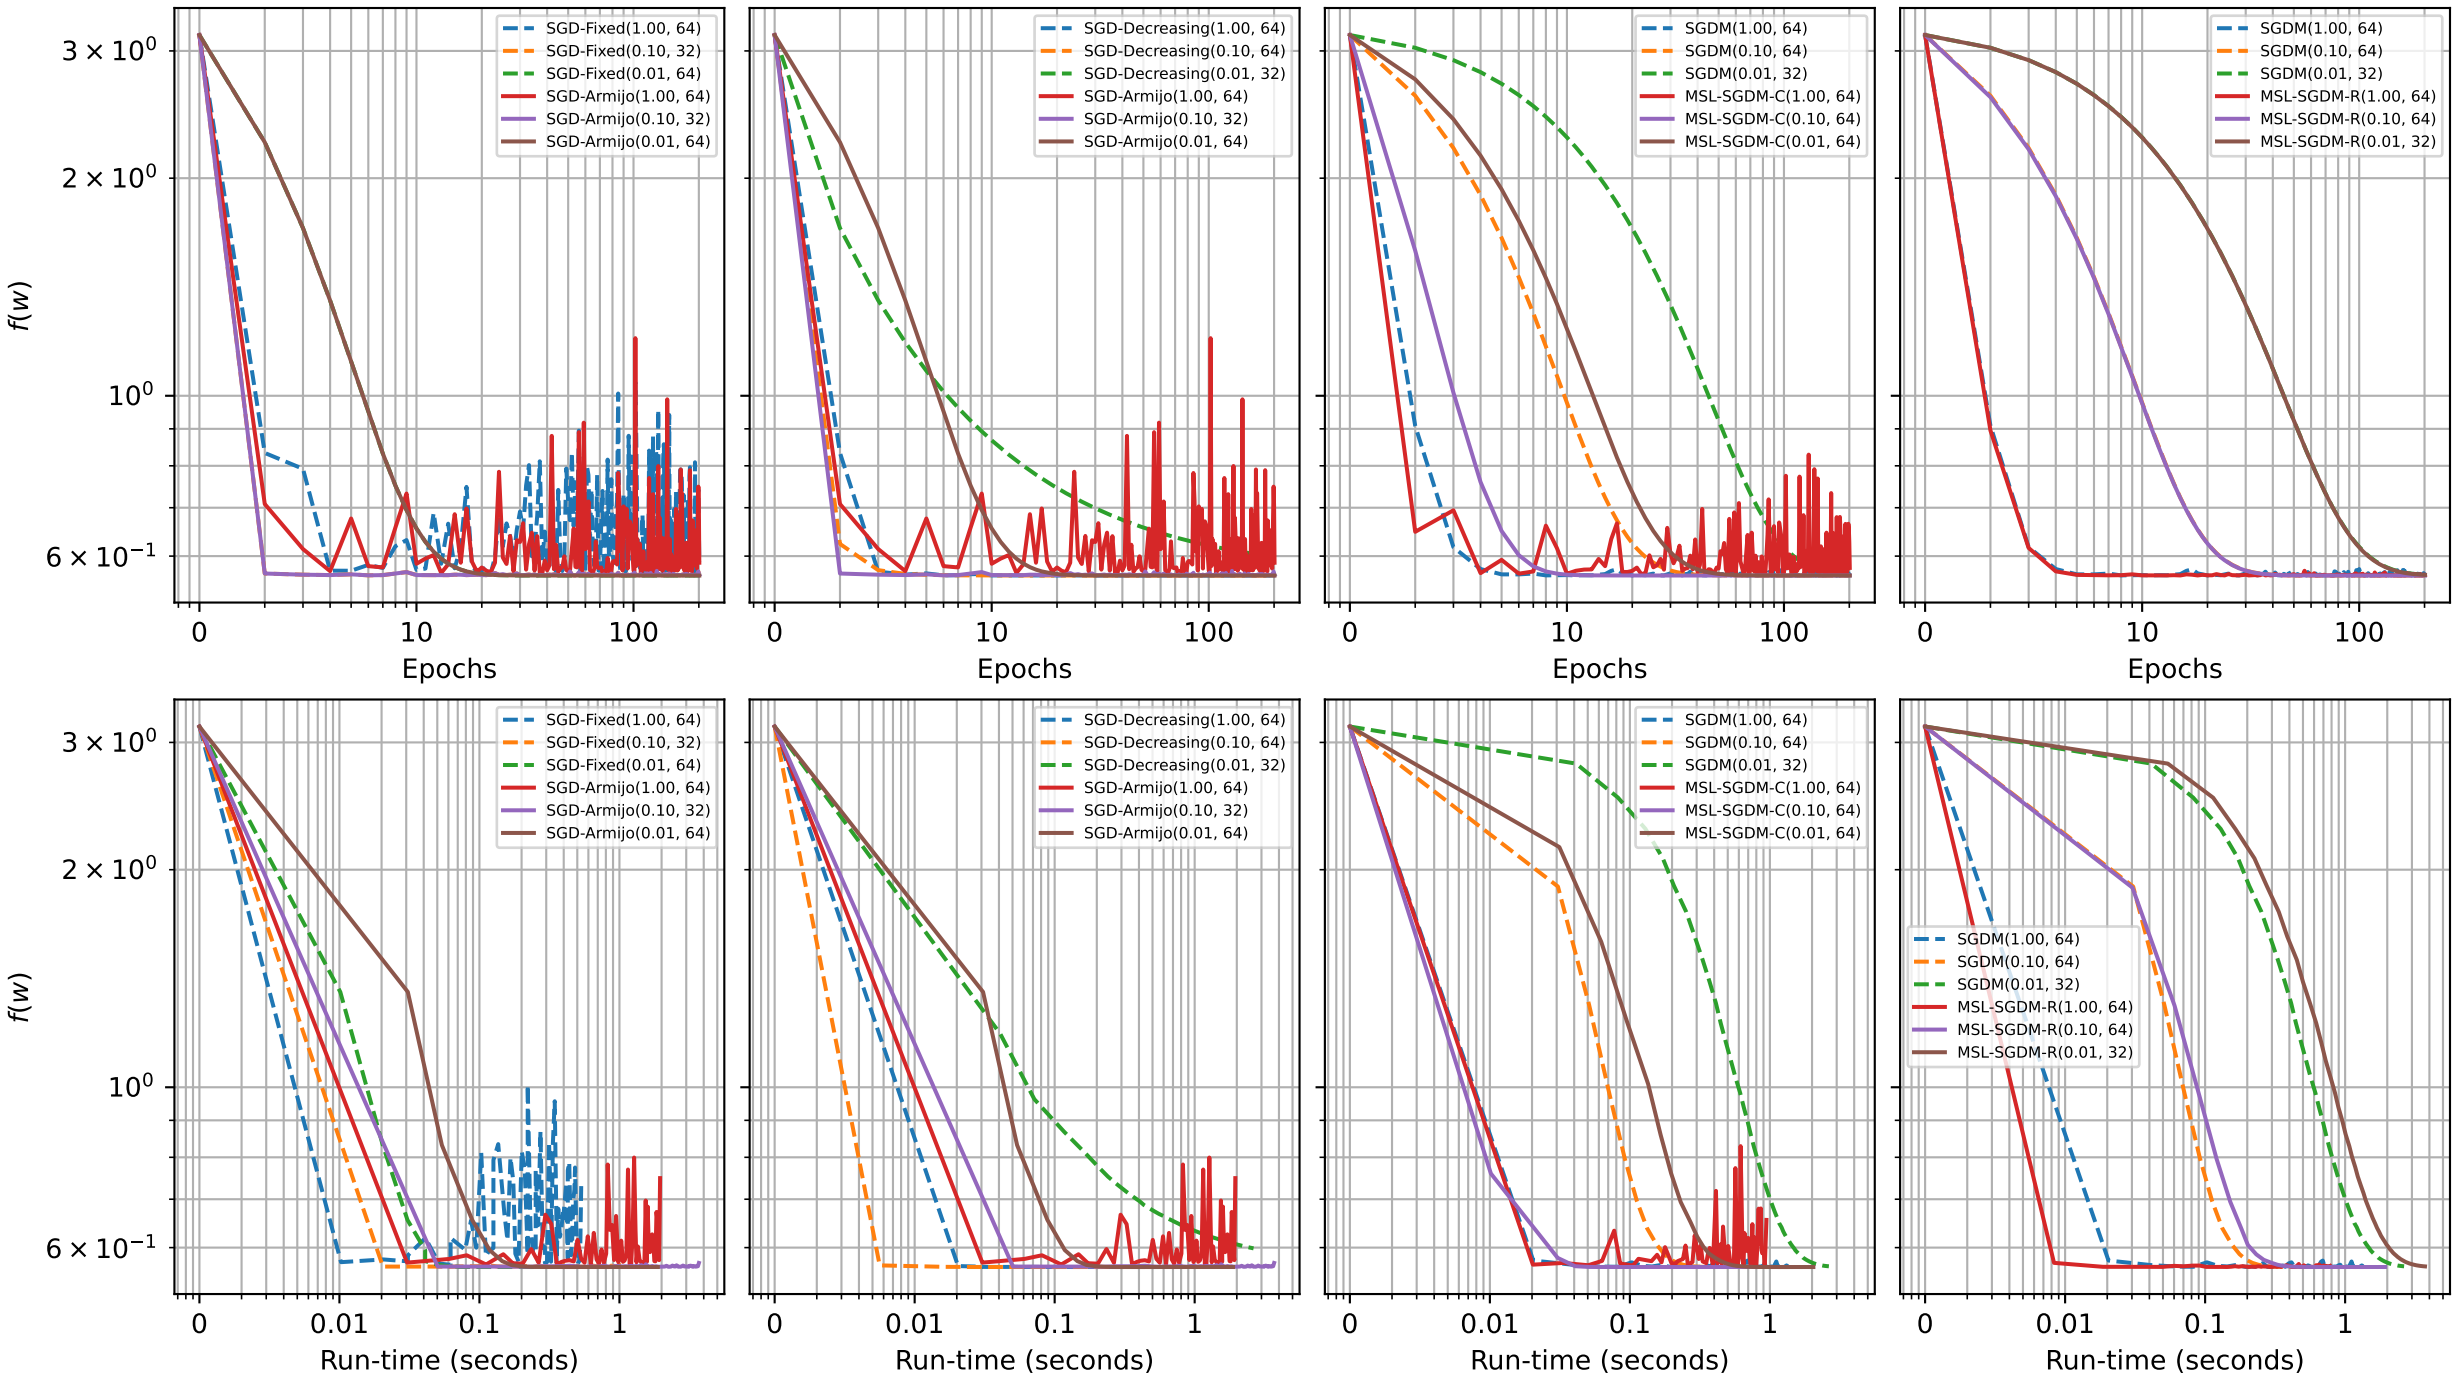 f(w)
3 × 10⁰
2 × 10⁰
10⁰
6 × 10⁻¹
SGD-Fixed(1.00, 64)
SGD-Fixed(0.10, 32)
SGD-Fixed(0.01, 64)
SGD-Armijo(1.00, 64)
SGD-Armijo(0.10, 32)
SGD-Armijo(0.01, 64)
0 10 100
Epochs
SGD-Decreasing(1.00, 64)
SGD-Decreasing(0.10, 64)
SGD-Decreasing(0.01, 32)
SGD-Armijo(1.00, 64)
SGD-Armijo(0.10, 32)
SGD-Armijo(0.01, 64)
0 10 100
Epochs
SGDM(1.00, 64)
SGDM(0.10, 64)
SGDM(0.01, 32)
MSL-SGDM-C(1.00, 64)
MSL-SGDM-C(0.10, 64)
MSL-SGDM-C(0.01, 64)
0 10 100
Epochs
SGDM(1.00, 64)
SGDM(0.10, 64)
SGDM(0.01, 32)
MSL-SGDM-R(1.00, 64)
MSL-SGDM-R(0.10, 64)
MSL-SGDM-R(0.01, 32)
0 10 100
Epochs
f(w)
3 × 10⁰
2 × 10⁰
10⁰
6 × 10⁻¹
SGD-Fixed(1.00, 64)
SGD-Fixed(0.10, 32)
SGD-Fixed(0.01, 64)
SGD-Armijo(1.00, 64)
SGD-Armijo(0.10, 32)
SGD-Armijo(0.01, 64)
0 0.01 0.1 1
Run-time (seconds)
SGD-Decreasing(1.00, 64)
SGD-Decreasing(0.10, 64)
SGD-Decreasing(0.01, 32)
SGD-Armijo(1.00, 64)
SGD-Armijo(0.10, 32)
SGD-Armijo(0.01, 64)
0 0.01 0.1 1
Run-time (seconds)
SGDM(1.00, 64)
SGDM(0.10, 64)
SGDM(0.01, 32)
MSL-SGDM-C(1.00, 64)
MSL-SGDM-C(0.10, 64)
MSL-SGDM-C(0.01, 64)
0 0.01 0.1 1
Run-time (seconds)
SGDM(1.00, 64)
SGDM(0.10, 64)
SGDM(0.01, 32)
MSL-SGDM-R(1.00, 64)
MSL-SGDM-R(0.10, 64)
MSL-SGDM-R(0.01, 32)
0 0.01 0.1 1
Run-time (seconds)